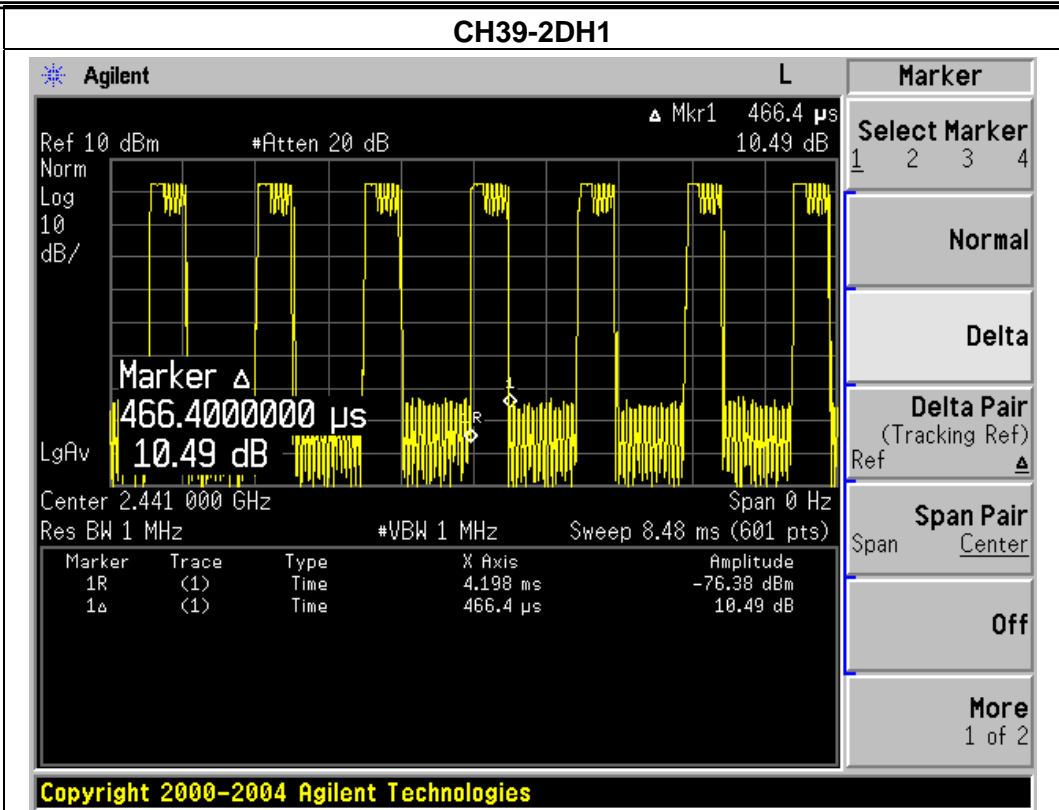 CH39-2DH1
Agilent L Marker
Δ Mkr1 466.4 µs
Ref 10 dBm #Atten 20 dB 10.49 dB
Norm
Log
10
dB/
1
Marker Δ
466.4000000 µs
10.49 dB
R
LgAv
Center 2.441 000 GHz Span 0 Hz
Res BW 1 MHz #VBW 1 MHz Sweep 8.48 ms (601 pts)
Marker Trace Type X Axis Amplitude
1R (1) Time 4.198 ms -76.38 dBm
1Δ (1) Time 466.4 µs 10.49 dB
Select Marker
1 2 3 4
Normal
Delta
Delta Pair
(Tracking Ref)
Ref Δ
Span Pair
Span Center
Off
More
1 of 2
Copyright 2000-2004 Agilent Technologies